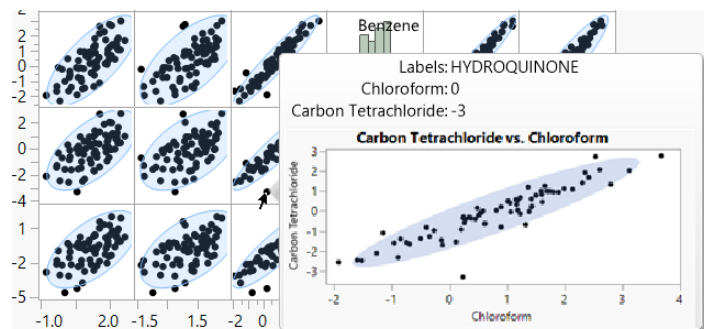 Benzene
2
1
0
-2
2
0
-2
-4
-2
-5
-1.0 2.0 -1.5 1.5 -2 0
Labels: HYDROQUINONE
Chloroform: 0
Carbon Tetrachloride: -3
Carbon Tetrachloride vs. Chloroform
Carbon Tetrachloride
3
2
1
0
-1
-2
-3
-2 -1 0 1 2 3 4
Chloroform